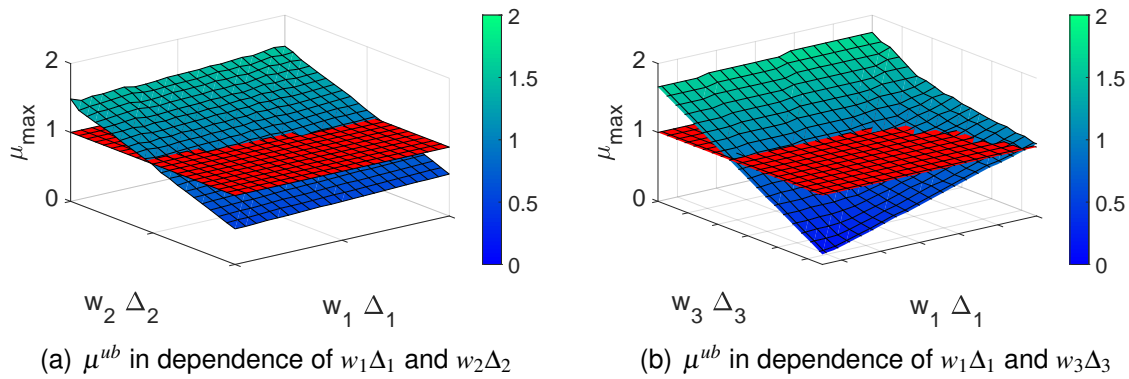 2
1
0
μmax
w2 Δ2
w1 Δ1
2
1.5
1
0.5
0
(a) μ^ub in dependence of w1Δ1 and w2Δ2
2
1
0
μmax
w3 Δ3
w1 Δ1
2
1.5
1
0.5
0
(b) μ^ub in dependence of w1Δ1 and w3Δ3